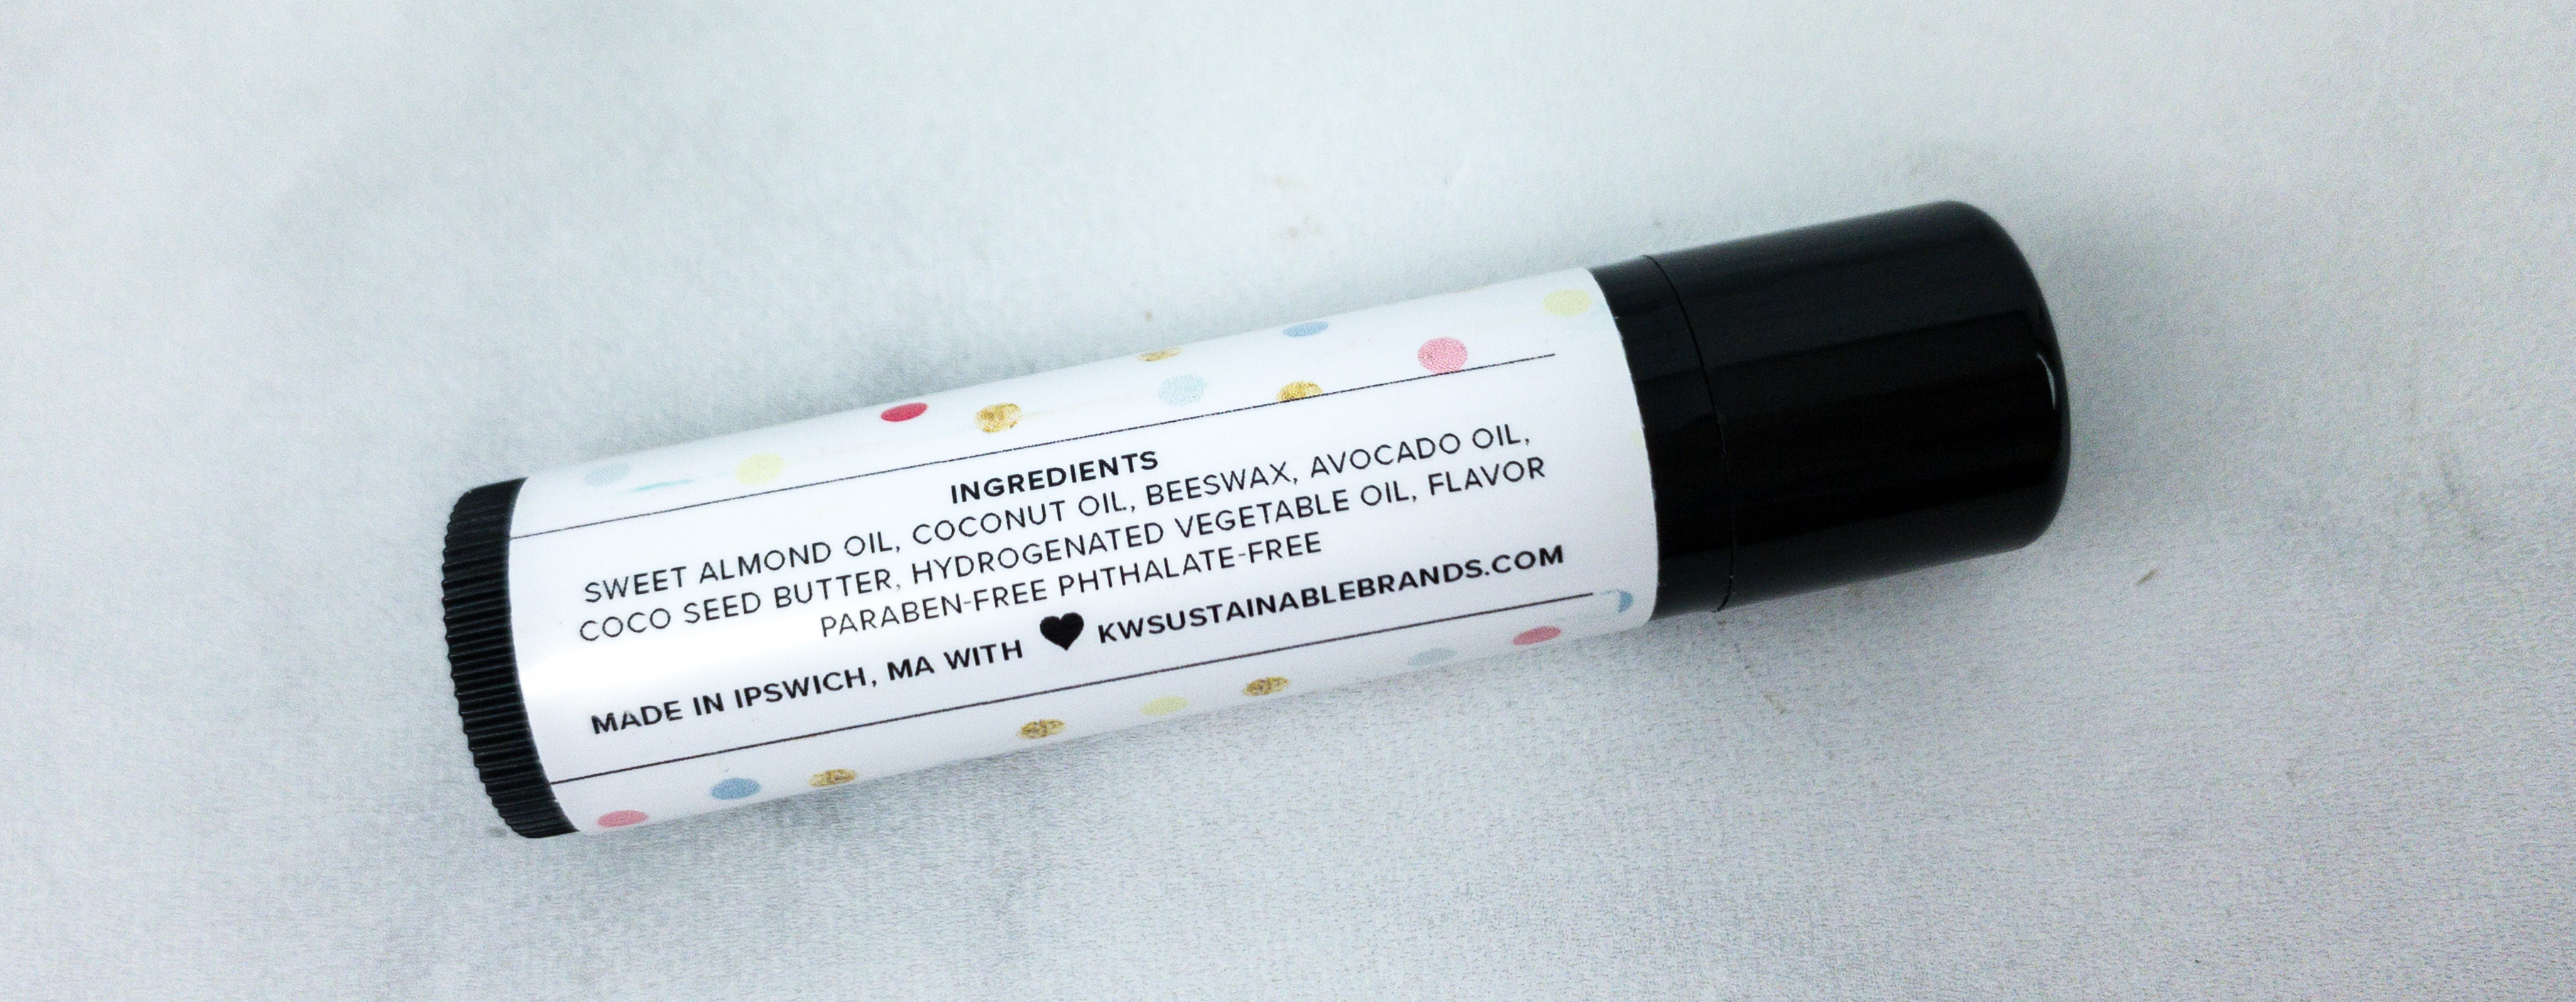 INGREDIENTS
SWEET ALMOND OIL, COCONUT OIL, BEESWAX, AVOCADO OIL,
COCO SEED BUTTER, HYDROGENATED VEGETABLE OIL, FLAVOR
PARABEN-FREE PHTHALATE-FREE
MADE IN IPSWICH, MA WITH ♥ KWSUSTAINABLEBRANDS.COM